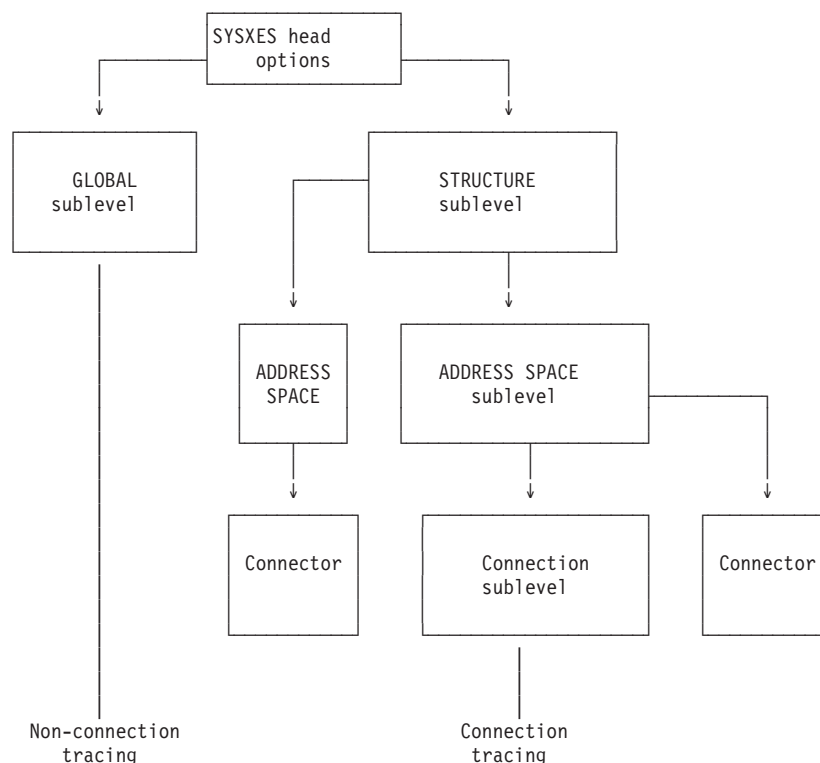 SYSXES head
options
GLOBAL
sublevel
STRUCTURE
sublevel
ADDRESS
SPACE
ADDRESS SPACE
sublevel
Connector
Connection
sublevel
Connector
Non-connection
tracing
Connection
tracing